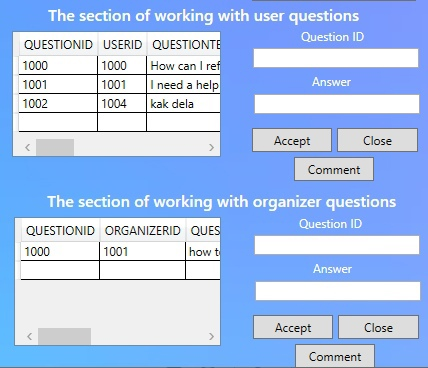 The section of working with user questions
QUESTIONID USERID QUESTIONTE
1000 1000 How can I ref
1001 1001 I need a help
1002 1004 kak dela
Question ID
Answer
Accept Close
Comment
The section of working with organizer questions
QUESTIONID ORGANIZERID QUES
1000 1001 how t
Question ID
Answer
Accept Close
Comment